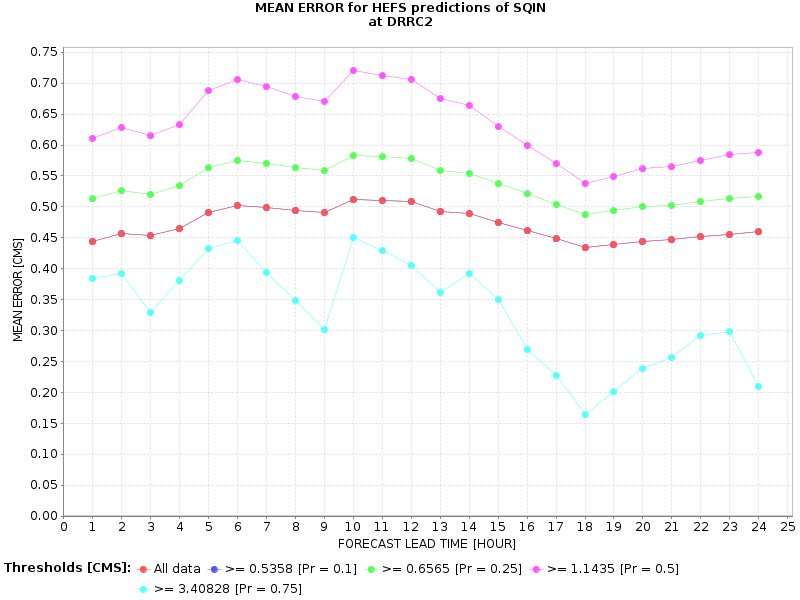 MEAN ERROR for HEFS predictions of SQIN
at DRRC2
0.75
0.70
0.65
0.60
0.55
0.50
0.45
0.40
0.35
0.30
0.25
0.20
0.15
0.10
0.05
0.00
MEAN ERROR [CMS]
0 1 2 3 4 5 6 7 8 9 10 11 12 13 14 15 16 17 18 19 20 21 22 23 24 25
FORECAST LEAD TIME [HOUR]
Thresholds [CMS]: All data >= 0.5358 [Pr = 0.1] >= 0.6565 [Pr = 0.25] >= 1.1435 [Pr = 0.5]
>= 3.40828 [Pr = 0.75]